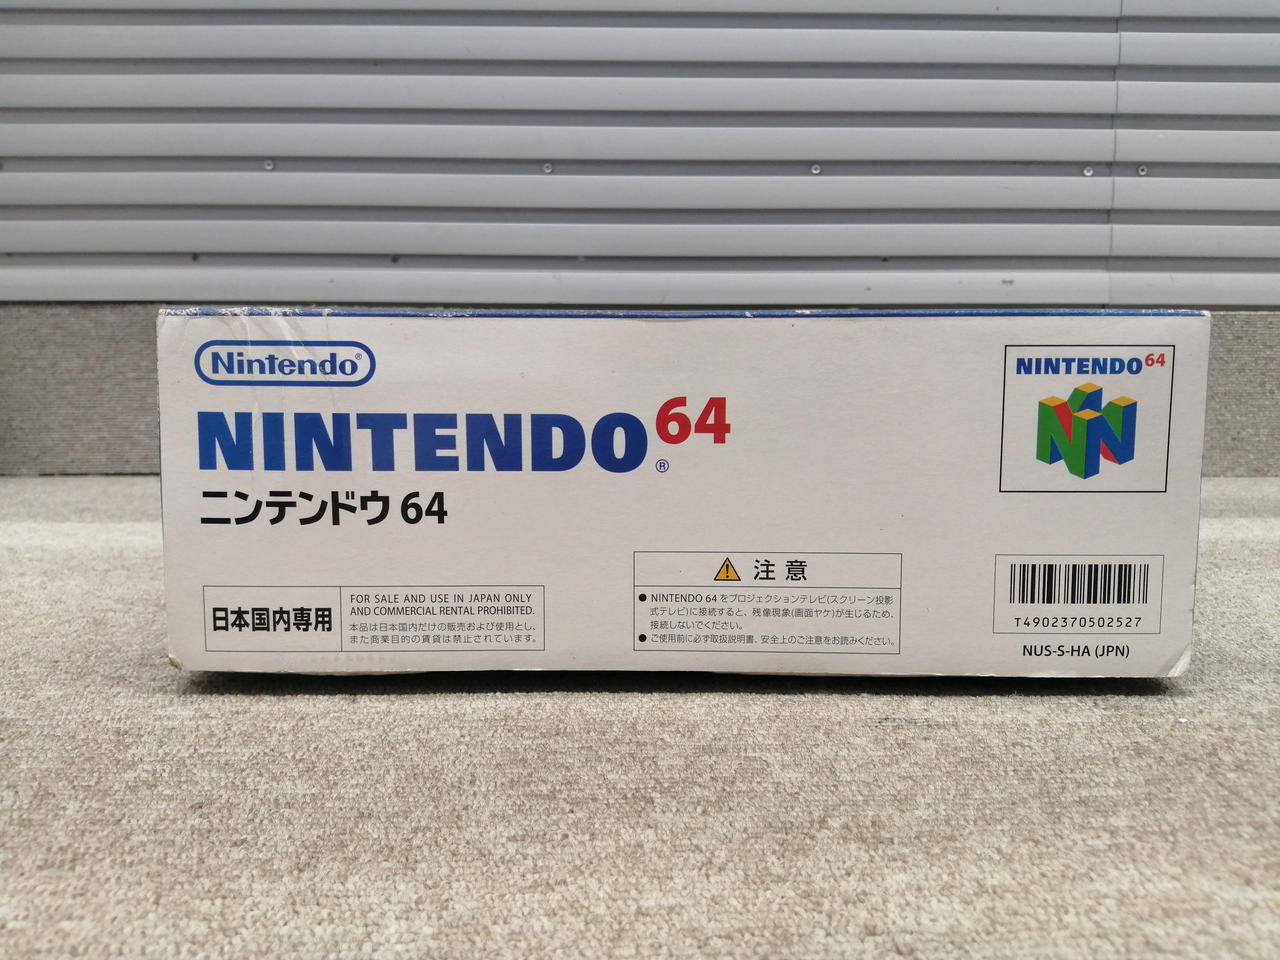 Nintendo®
NINTENDO 64®
ニンテンドウ 64
日本国内専用
FOR SALE AND USE IN JAPAN ONLY
AND COMMERCIAL RENTAL PROHIBITED.
本品は日本国内だけの販売および使用とし、
また商業目的の賃貸は禁止されています。
注意
● NINTENDO 64 をプロジェクションテレビ(スクリーン投影
式テレビ)に接続すると、残像現象(画面ヤケ)が生じるため、
接続しないでください。
● ご使用前に必ず取扱説明書、安全上のご注意をお読みください。
NINTENDO 64
T4902370502527
NUS-S-HA (JPN)